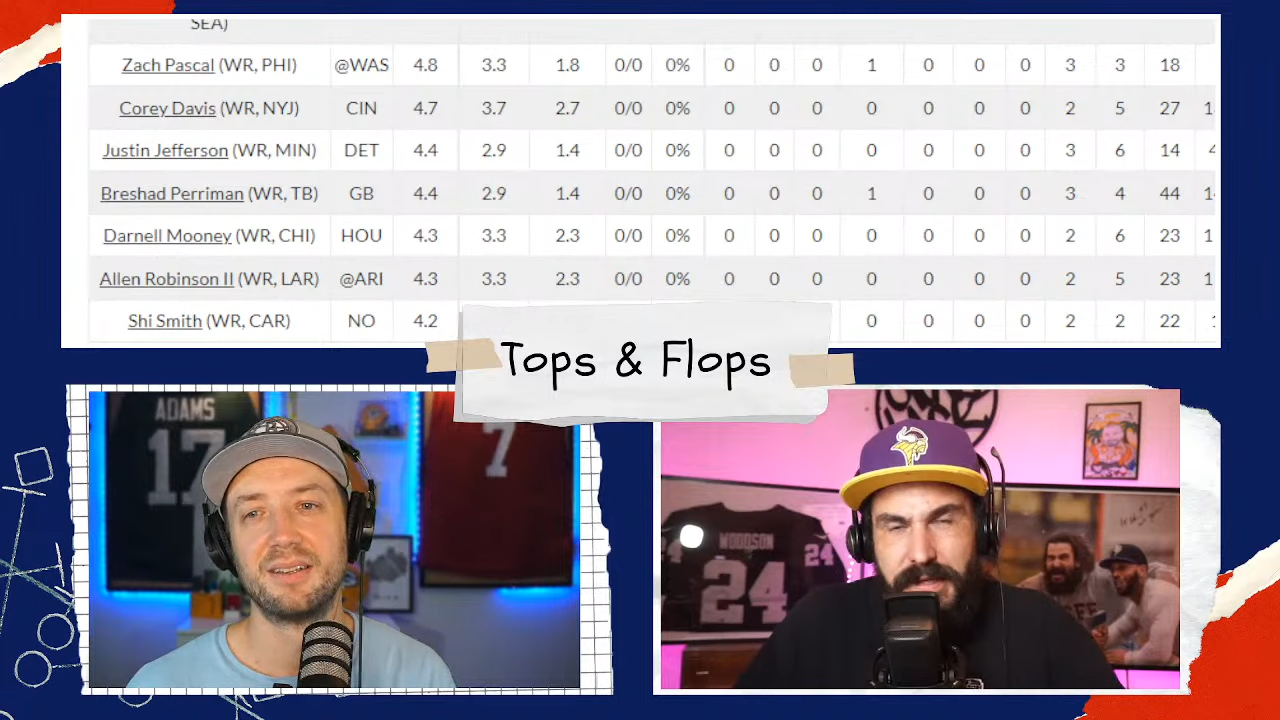 SEA)
Zach Pascal (WR, PHI) @WAS 4.8 3.3 1.8 0/0 0% 0 0 0 1 0 0 0 3 3 18
Corey Davis (WR, NYJ) CIN 4.7 3.7 2.7 0/0 0% 0 0 0 0 0 0 0 2 5 27
Justin Jefferson (WR, MIN) DET 4.4 2.9 1.4 0/0 0% 0 0 0 0 0 0 0 3 6 14
Breshad Perriman (WR, TB) GB 4.4 2.9 1.4 0/0 0% 0 0 0 1 0 0 0 3 4 44
Darnell Mooney (WR, CHI) HOU 4.3 3.3 2.3 0/0 0% 0 0 0 0 0 0 0 2 6 23
Allen Robinson II (WR, LAR) @ARI 4.3 3.3 2.3 0/0 0% 0 0 0 0 0 0 0 2 5 23
Shi Smith (WR, CAR) NO 4.2 0 0 0 0 2 2 22
Tops & Flops
ADAMS
17
7
WOODSON
24
24